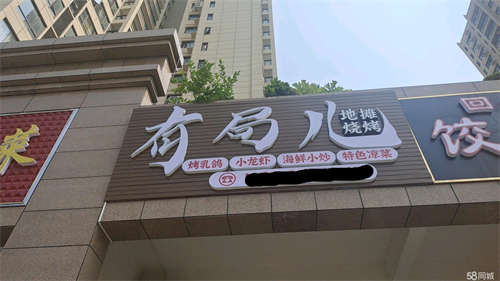 有局儿
地摊
烧烤
烤乳鸽 小龙虾 海鲜小炒 特色凉菜
回
饺
58同城